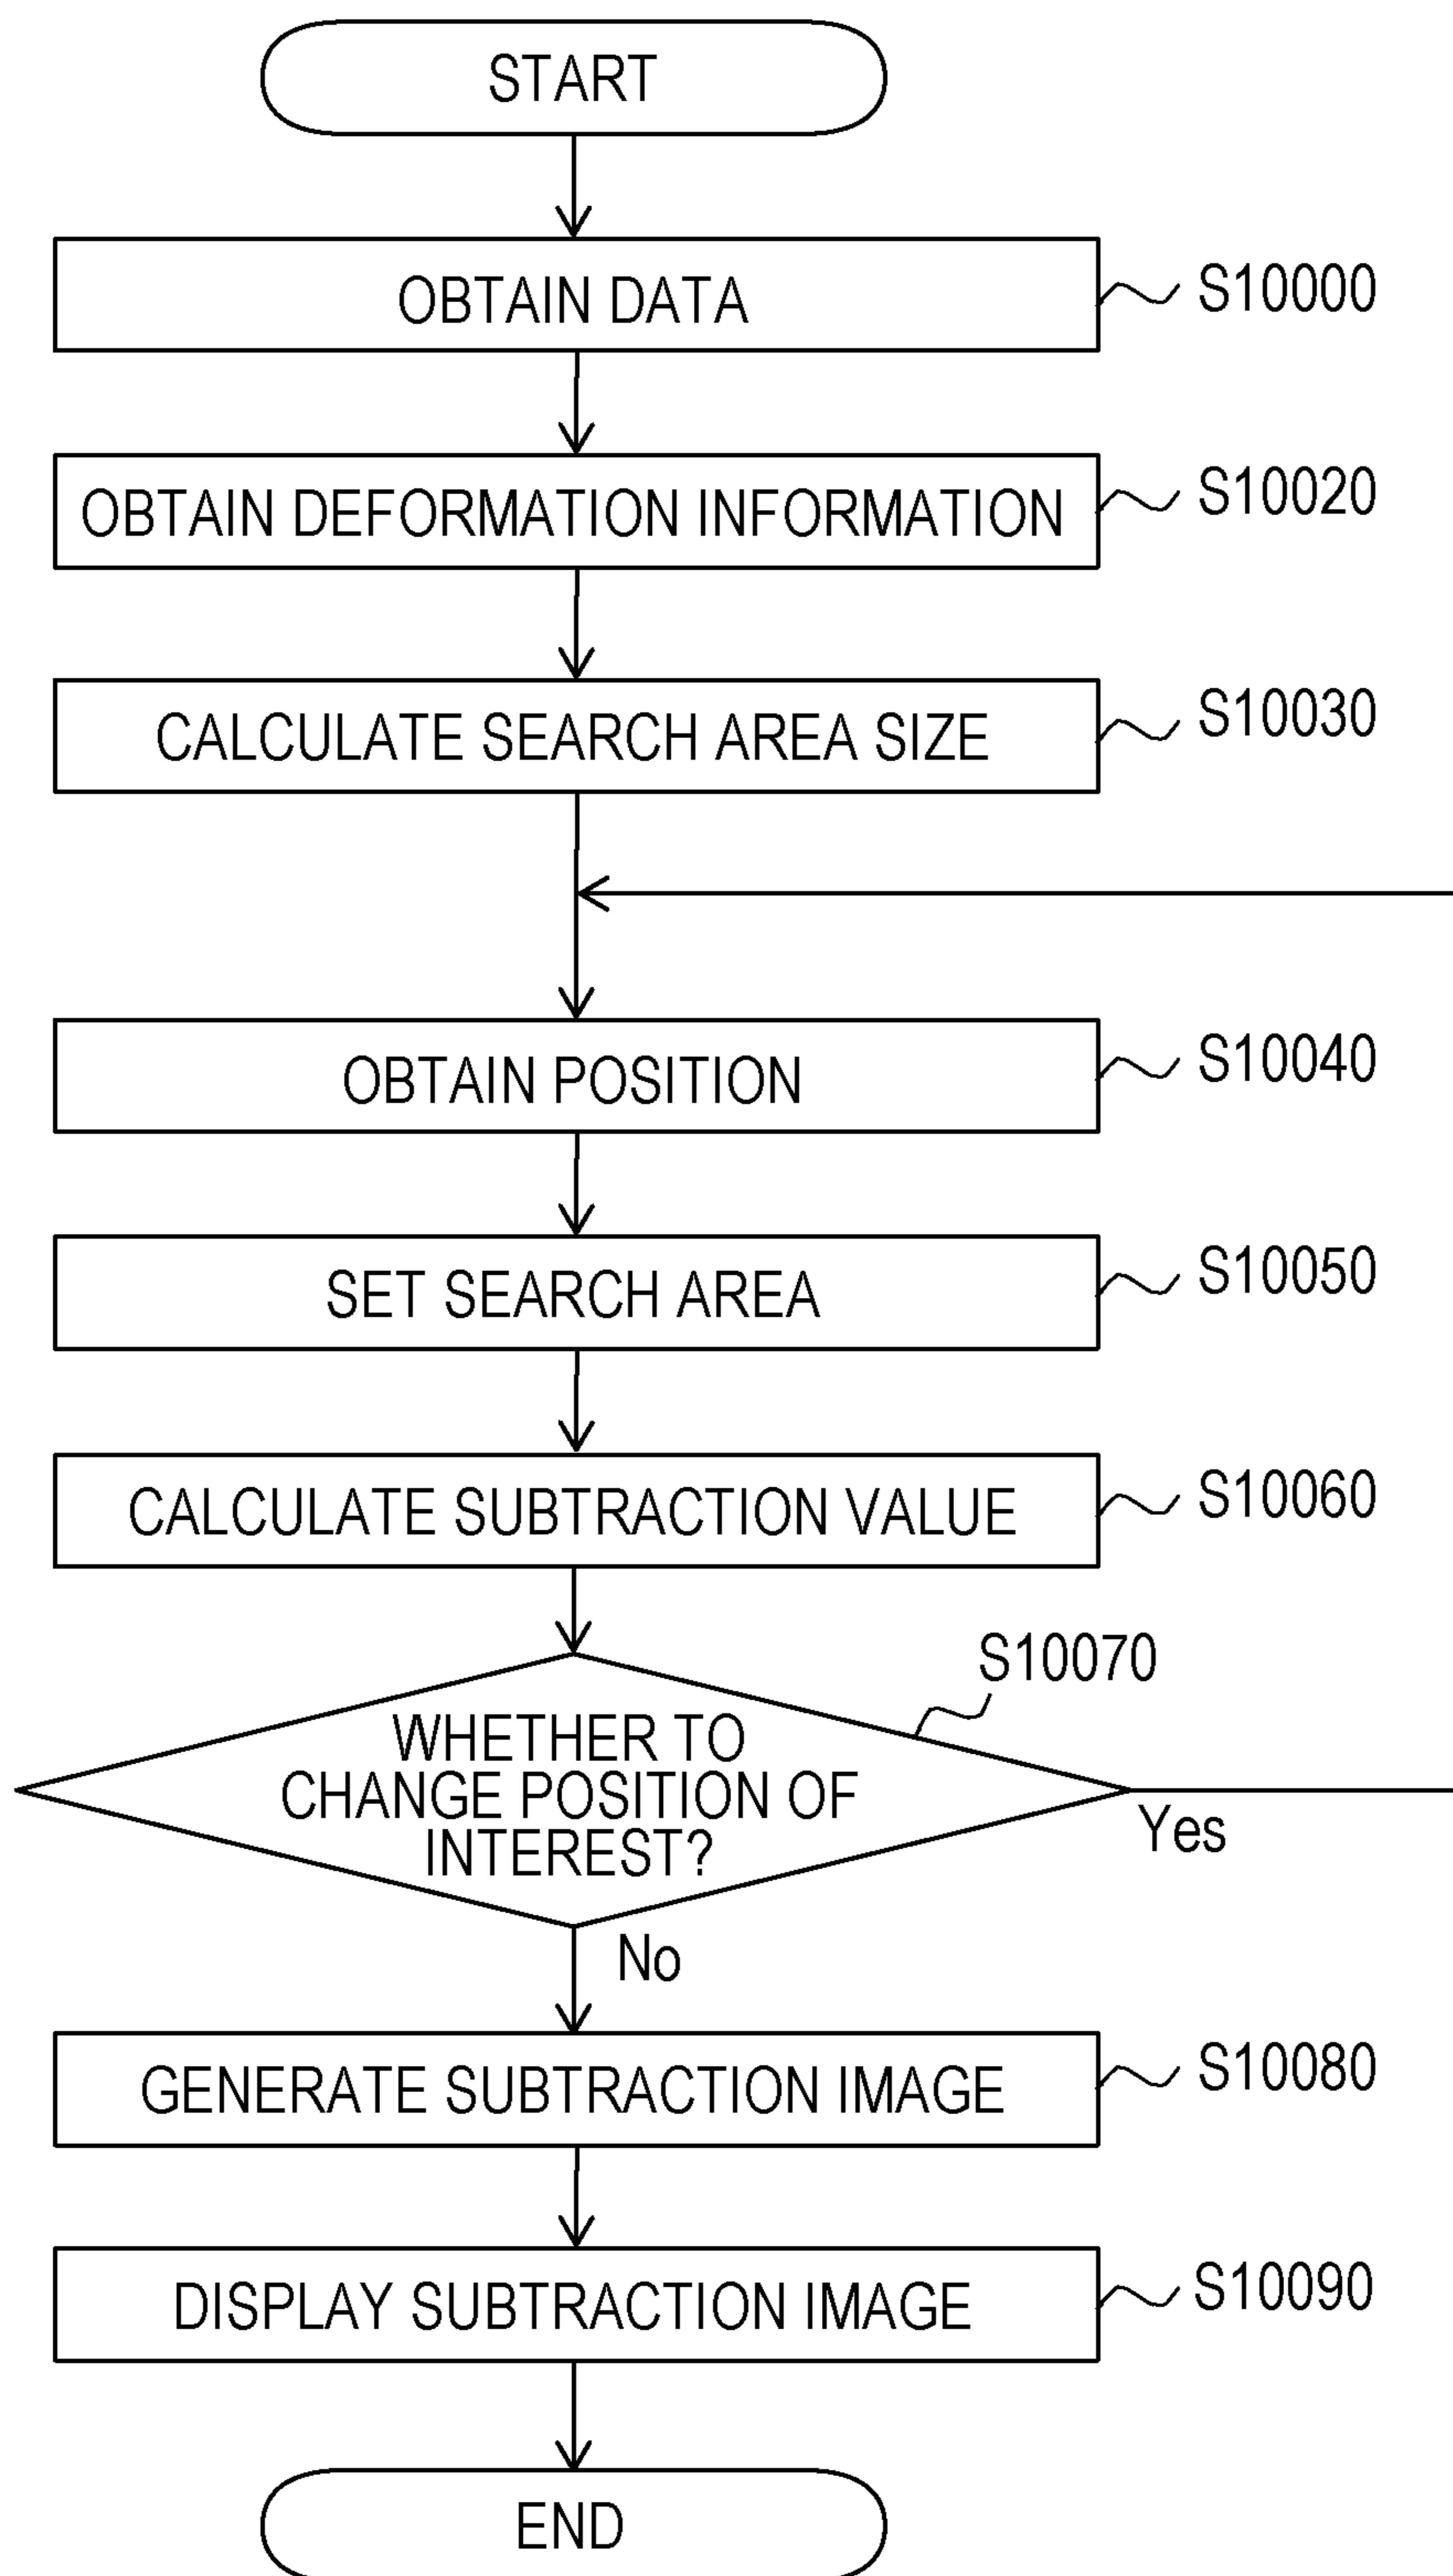 START
OBTAIN DATA
S10000
OBTAIN DEFORMATION INFORMATION
S10020
CALCULATE SEARCH AREA SIZE
S10030
OBTAIN POSITION
S10040
SET SEARCH AREA
S10050
CALCULATE SUBTRACTION VALUE
S10060
S10070
WHETHER TO
CHANGE POSITION OF
INTEREST?
Yes
No
GENERATE SUBTRACTION IMAGE
S10080
DISPLAY SUBTRACTION IMAGE
S10090
END